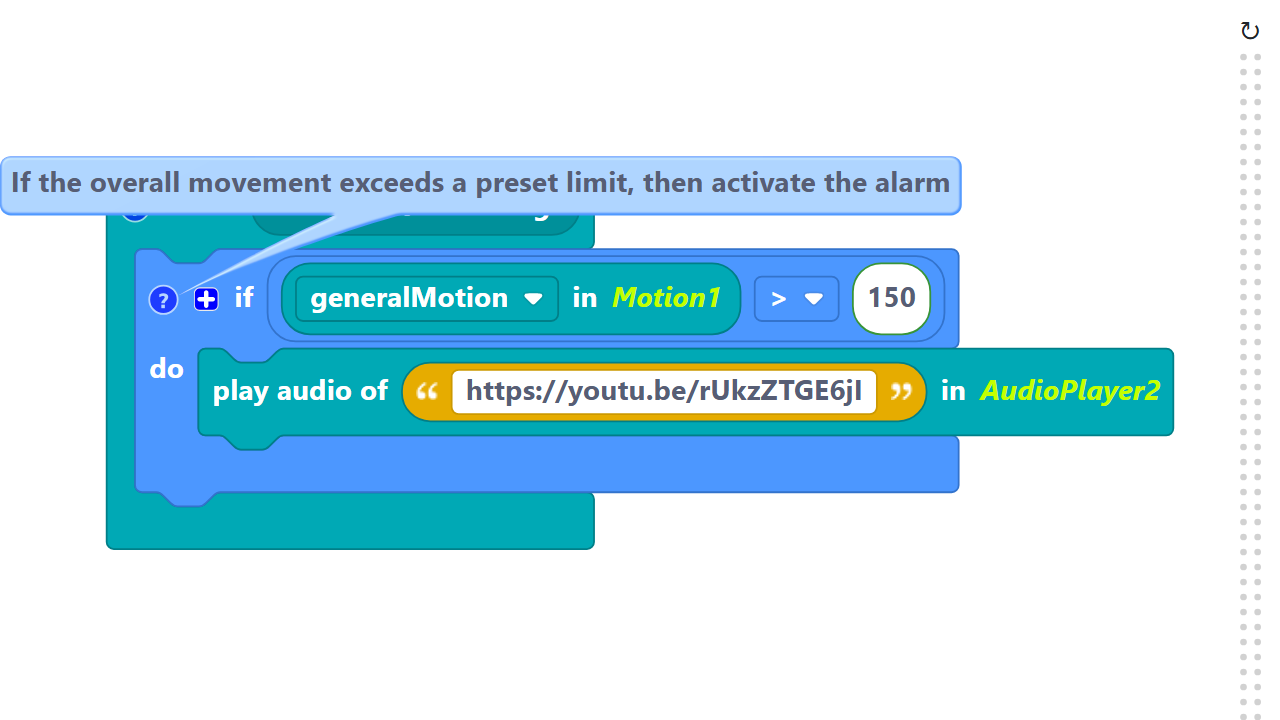 If the overall movement exceeds a preset limit, then activate the alarm
? + if generalMotion in Motion1 > 150
do
play audio of “ https://youtu.be/rUkzZTGE6jI ” in AudioPlayer2